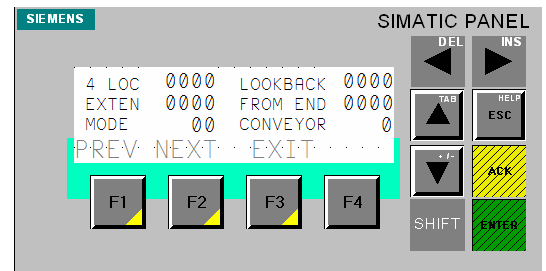 SIEMENS SIMATIC PANEL
DEL INS
4 LOC 0000 LOOKBACK 0000
EXTEN 0000 FROM END 0000
MODE 00 CONVEYOR 0
PREV NEXT EXIT
TAB HELP
ESC
+/-
ACK
F1 F2 F3 F4
SHIFT ENTER